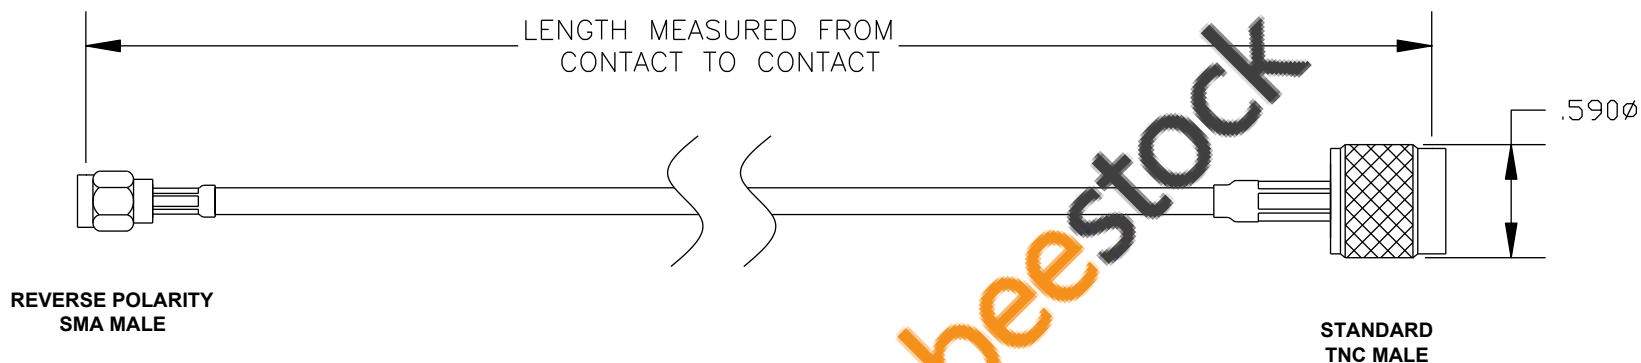 LENGTH MEASURED FROM
CONTACT TO CONTACT
.590ø
beestock
REVERSE POLARITY
SMA MALE
STANDARD
TNC MALE